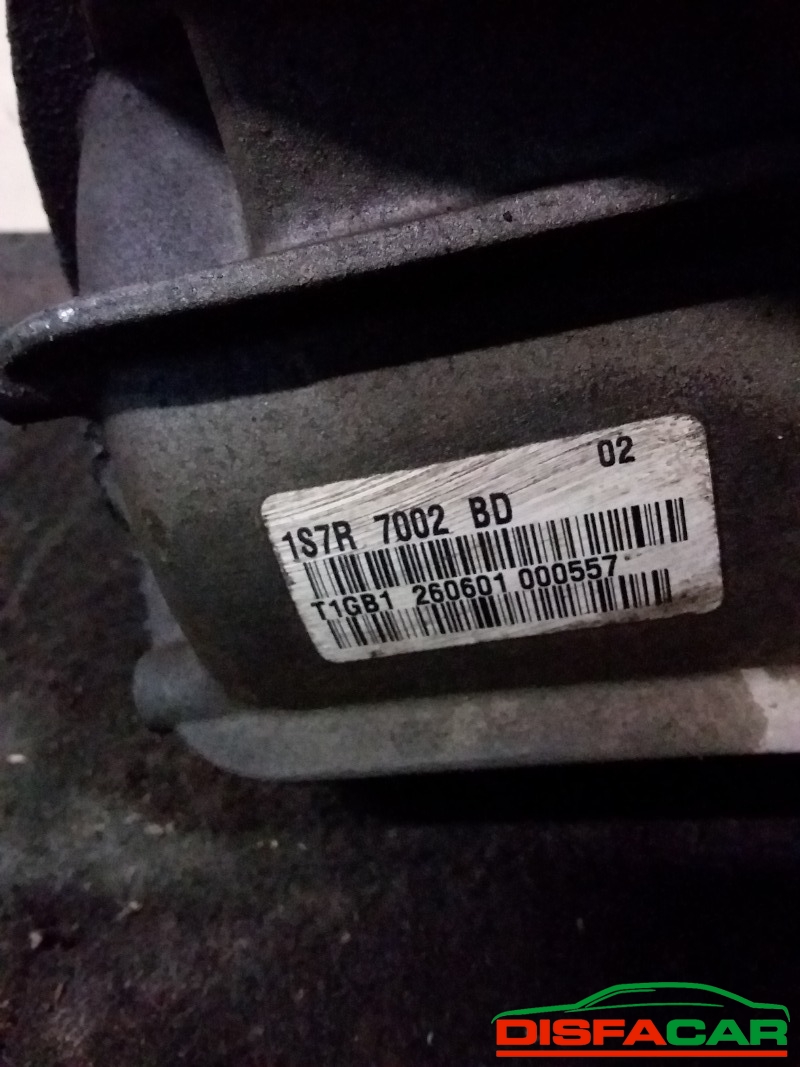 02
1S7R 7002 BD
T1GB1 260601 000557
DISFACAR